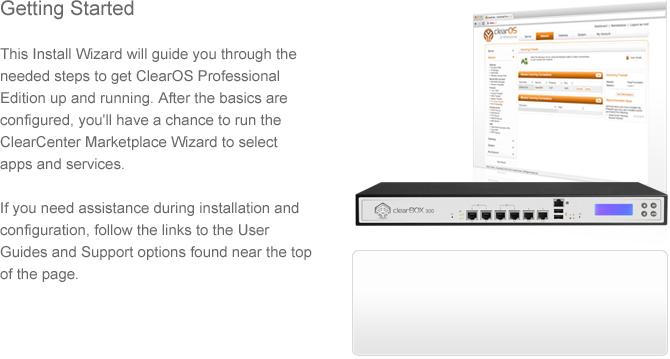 Getting Started
This Install Wizard will guide you through the
needed steps to get ClearOS Professional
Edition up and running. After the basics are
configured, you'll have a chance to run the
ClearCenter Marketplace Wizard to select
apps and services.
If you need assistance during installation and
configuration, follow the links to the User
Guides and Support options found near the top
of the page.
clearOS
clearBOX 300